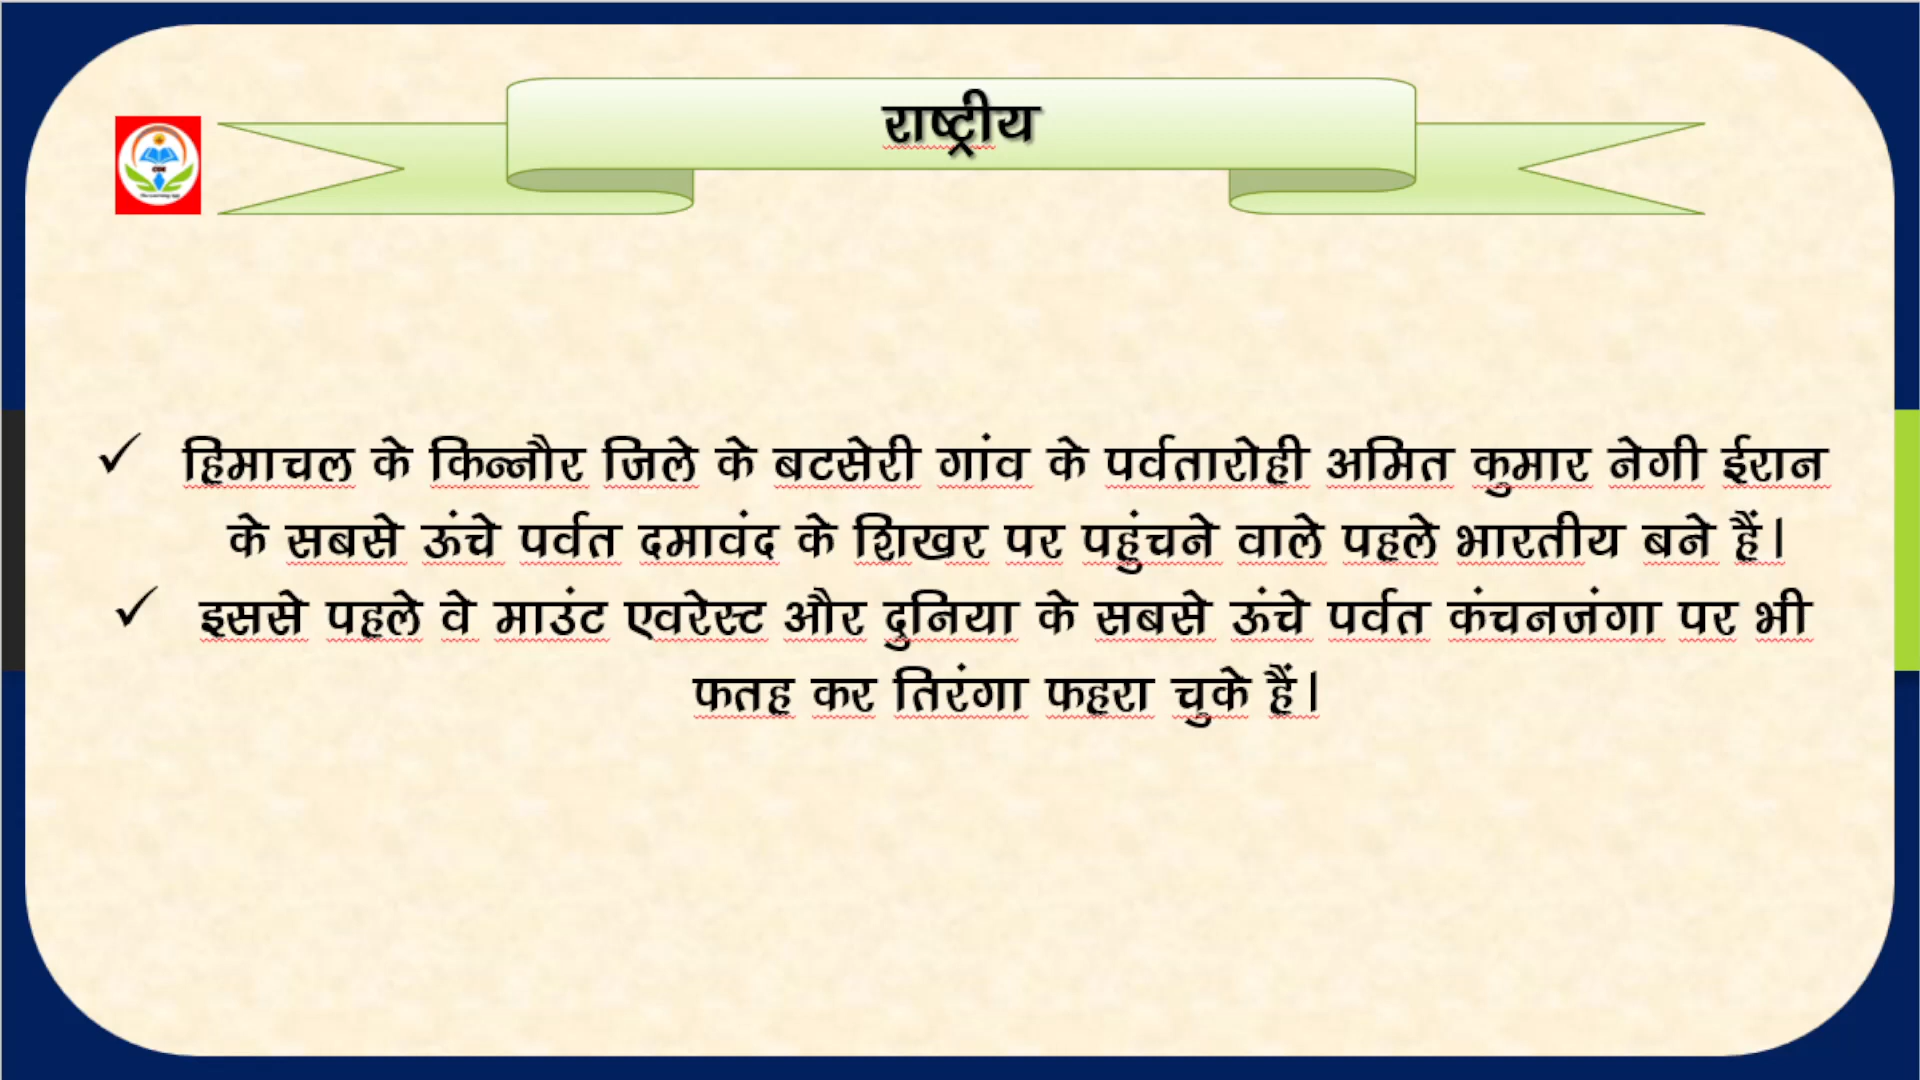 राष्ट्रीय
✓ हिमाचल के किन्नौर जिले के बटसेरी गांव के पर्वतारोही अमित कुमार नेगी ईरान
के सबसे ऊंचे पर्वत दमावंद के शिखर पर पहुंचने वाले पहले भारतीय बने हैं।
✓ इससे पहले वे माउंट एवरेस्ट और दुनिया के सबसे ऊंचे पर्वत कंचनजंगा पर भी
फतह कर तिरंगा फहरा चुके हैं।